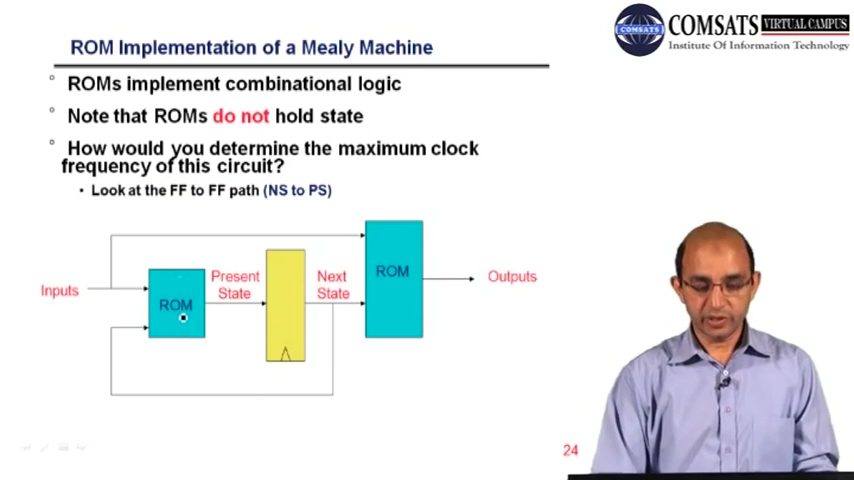 ROM Implementation of a Mealy Machine
COMSATS VIRTUAL CAMPUS
Institute Of Information Technology
COMSATS
° ROMs implement combinational logic
° Note that ROMs do not hold state
° How would you determine the maximum clock
frequency of this circuit?
• Look at the FF to FF path (NS to PS)
Inputs
ROM
Present
State
Next
State
ROM
Outputs
24